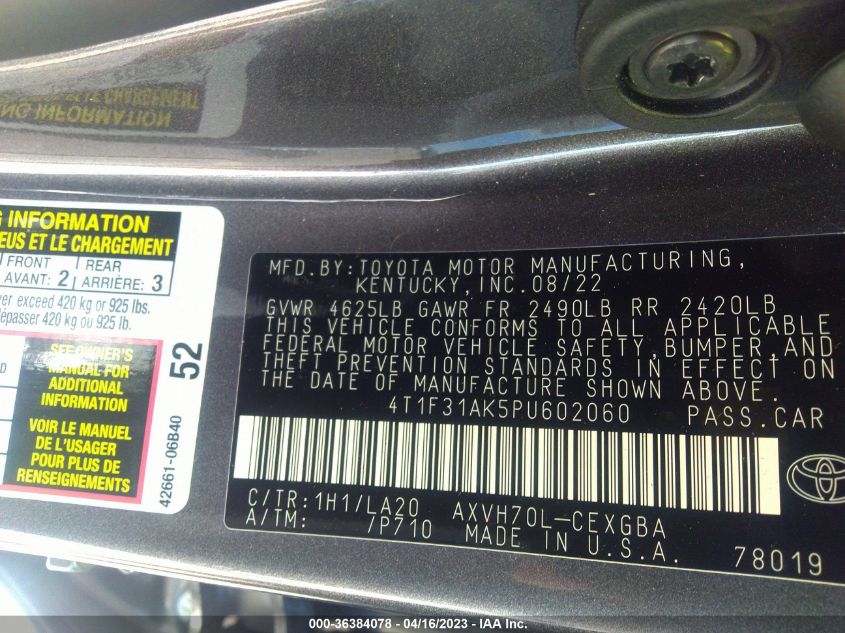 NG INFORMATION
G INFORMATION
EUS ET LE CHARGEMENT
FRONT
AVANT: 2
REAR
ARRIÈRE: 3
ver exceed 420 kg or 925 lbs.
dépasser 420 kg ou 925 lb.
SEE OWNER'S
MANUAL FOR
ADDITIONAL
INFORMATION
VOIR LE MANUEL
DE L'USAGER
POUR PLUS DE
RENSEIGNEMENTS
52
42661-06B40
MFD.BY:TOYOTA MOTOR MANUFACTURING,
KENTUCKY,INC.08/22
GVWR 4625LB GAWR FR 2490LB RR 2420LB
THIS VEHICLE CONFORMS TO ALL APPLICABLE
FEDERAL MOTOR VEHICLE SAFETY,BUMPER,AND
THEFT PREVENTION STANDARDS IN EFFECT ON
THE DATE OF MANUFACTURE SHOWN ABOVE.
4T1F31AK5PU602060 PASS.CAR
C/TR:1H1/LA20 AXVH70L-CEXGBA
A/TM: /P710 MADE IN U.S.A. 78019
000-36384078 - 04/16/2023 - IAA Inc.